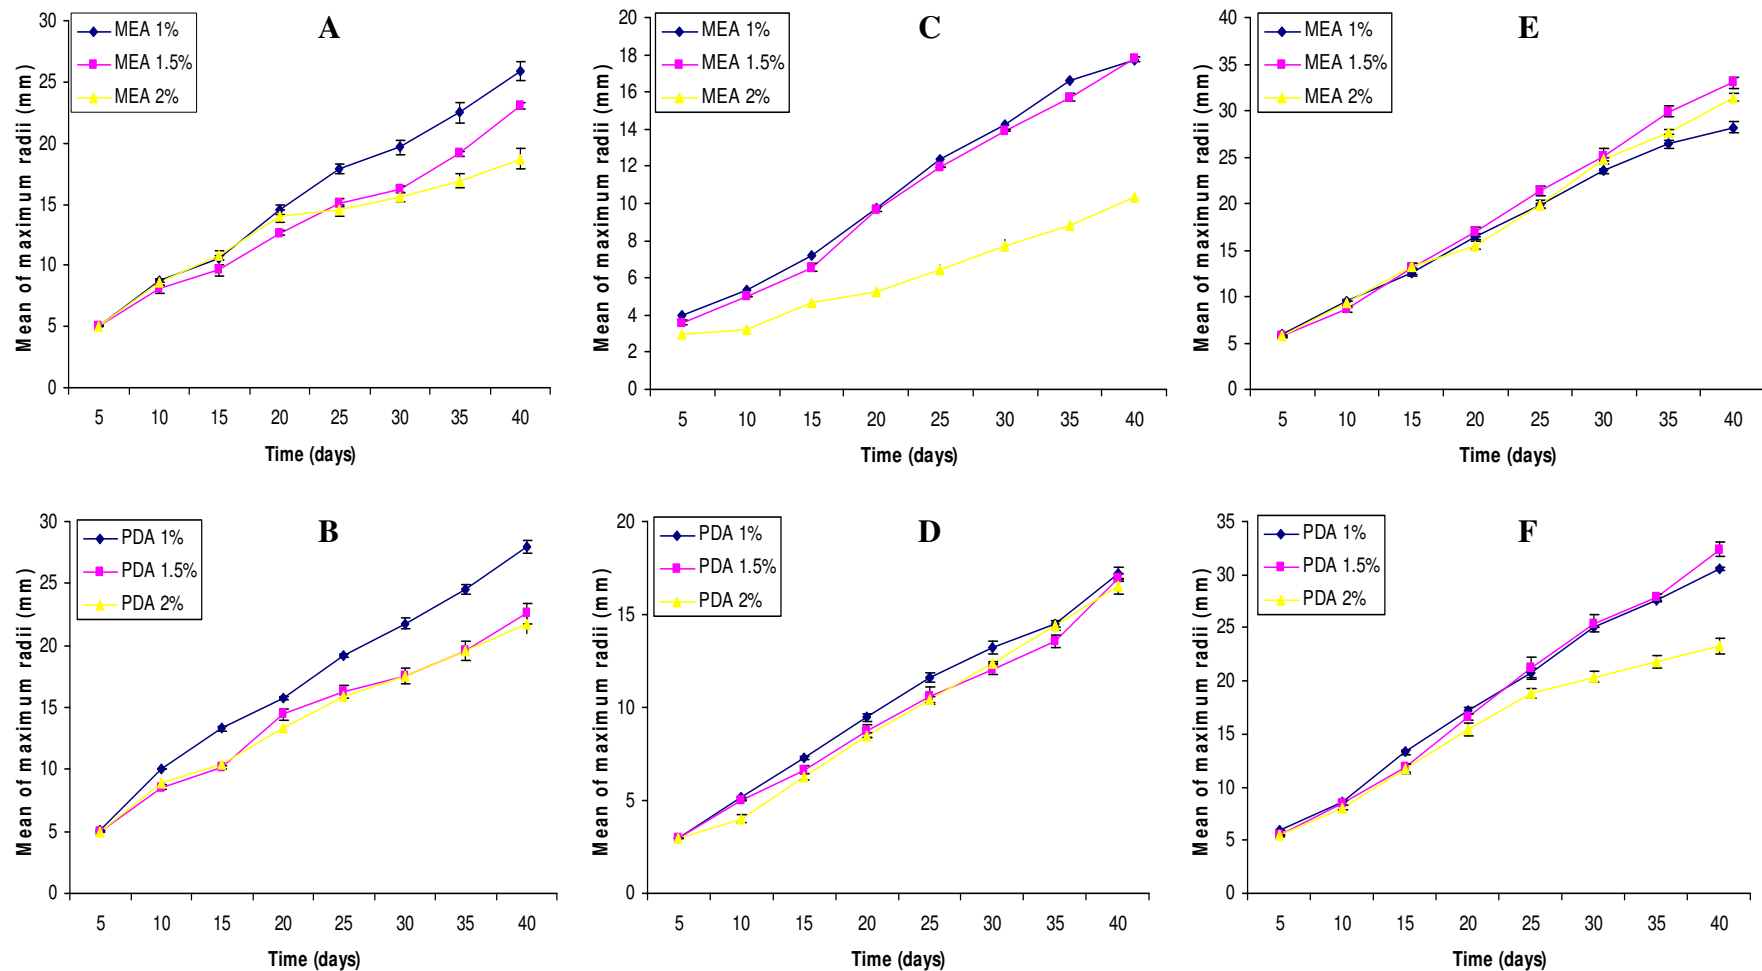 A
MEA 1%
MEA 1.5%
MEA 2%
Mean of maximum radii (mm)
30
25
20
15
10
5
0
5 10 15 20 25 30 35 40
Time (days)
C
MEA 1%
MEA 1.5%
MEA 2%
Mean of maximum radii (mm)
20
18
16
14
12
10
8
6
4
2
0
5 10 15 20 25 30 35 40
Time (days)
E
MEA 1%
MEA 1.5%
MEA 2%
Mean of maximum radii (mm)
40
35
30
25
20
15
10
5
0
5 10 15 20 25 30 35 40
Time (days)
B
PDA 1%
PDA 1.5%
PDA 2%
Mean of maximum radii (mm)
30
25
20
15
10
5
0
5 10 15 20 25 30 35 40
Time (days)
D
PDA 1%
PDA 1.5%
PDA 2%
Mean of maximum radii (mm)
20
15
10
5
0
5 10 15 20 25 30 35 40
Time (days)
F
PDA 1%
PDA 1.5%
PDA 2%
Mean of maximum radii (mm)
35
30
25
20
15
10
5
0
5 10 15 20 25 30 35 40
Time (days)